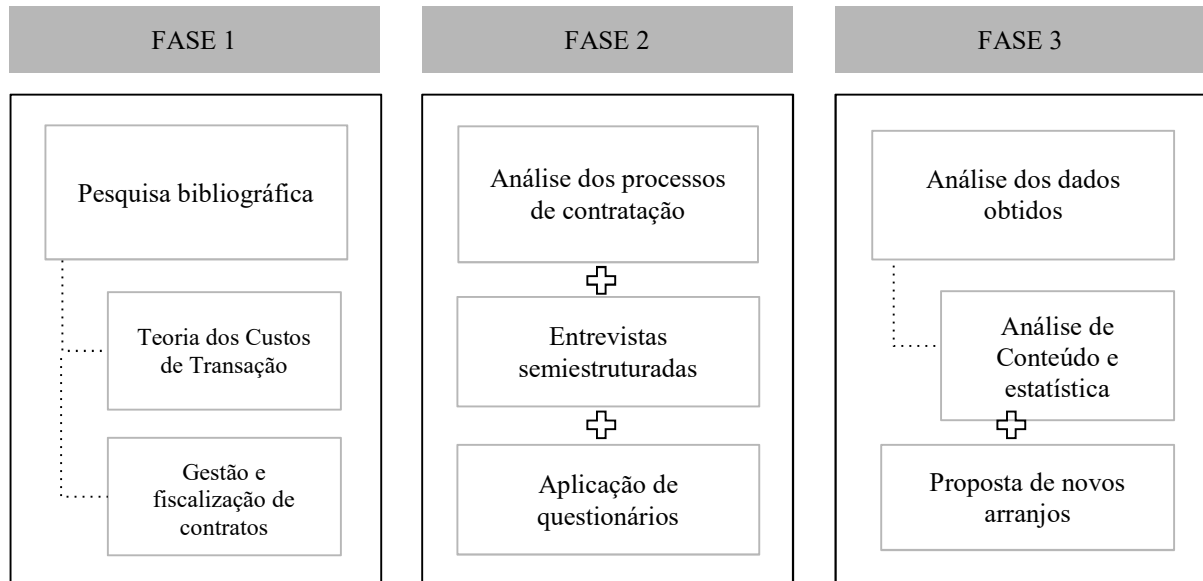 FASE 1
Pesquisa bibliográfica
Teoria dos Custos
de Transação
Gestão e
fiscalização de
contratos
FASE 2
Análise dos processos
de contratação
Entrevistas
semiestruturadas
Aplicação de
questionários
FASE 3
Análise dos dados
obtidos
Análise de
Conteúdo e
estatística
Proposta de novos
arranjos